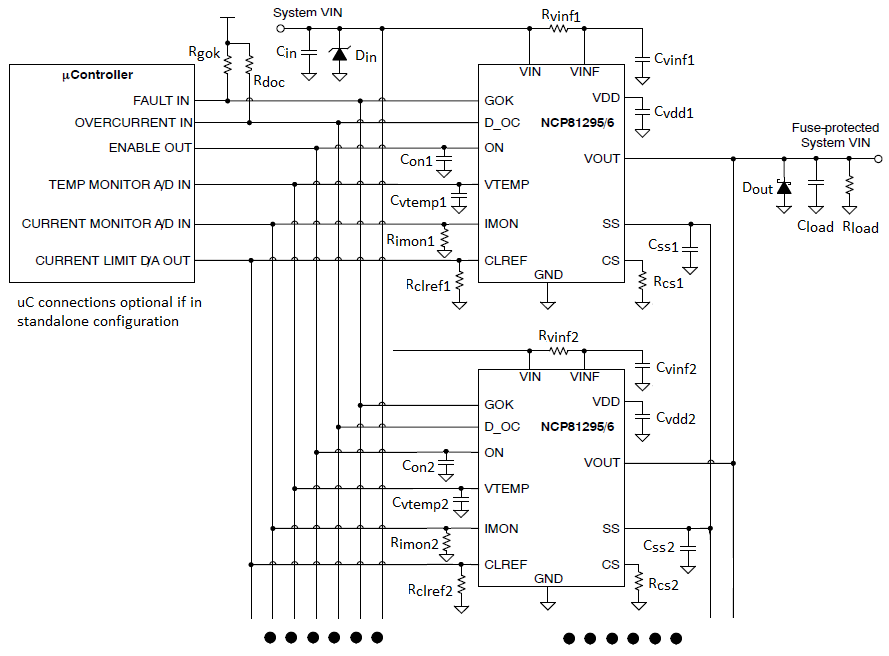 System VIN
Rvinf1
Rgok
Cin
Din
Cvinf1
Rdoc
μController
VIN
VINF
FAULT IN
GOK
VDD
Cvdd1
OVERCURRENT IN
D_OC
NCP81295/6
Fuse-protected
System VIN
ENABLE OUT
Con1
ON
VOUT
TEMP MONITOR A/D IN
Cvtemp1
VTEMP
Dout
CURRENT MONITOR A/D IN
Rimon1
IMON
SS
Css1
Cload
Rload
CURRENT LIMIT D/A OUT
Rclref1
CLREF
CS
Rcs1
GND
uC connections optional if in
standalone configuration
Rvinf2
VIN
VINF
Cvinf2
GOK
VDD
Cvdd2
D_OC
NCP81295/6
Con2
ON
VOUT
Cvtemp2
VTEMP
Rimon2
IMON
SS
Css2
Rclref2
CLREF
CS
Rcs2
GND